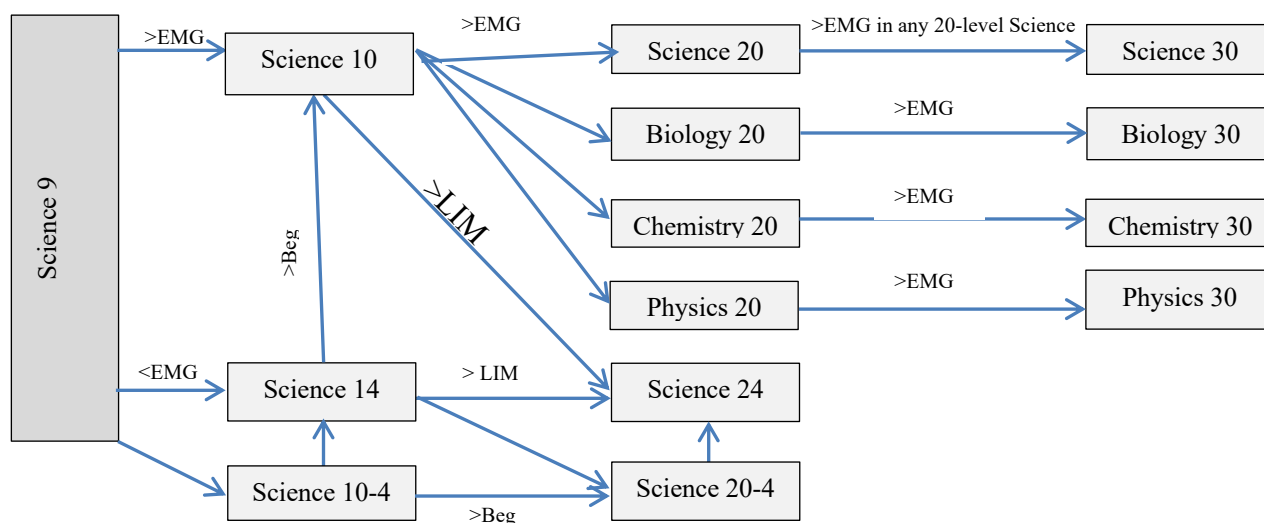 >EMG
>EMG
>EMG in any 20-level Science
Science 10
Science 20
Science 30
>EMG
Biology 20
Biology 30
Science 9
>LIM
>EMG
Chemistry 20
Chemistry 30
>Beg
>EMG
Physics 20
Physics 30
<EMG
> LIM
Science 14
Science 24
Science 10-4
Science 20-4
>Beg